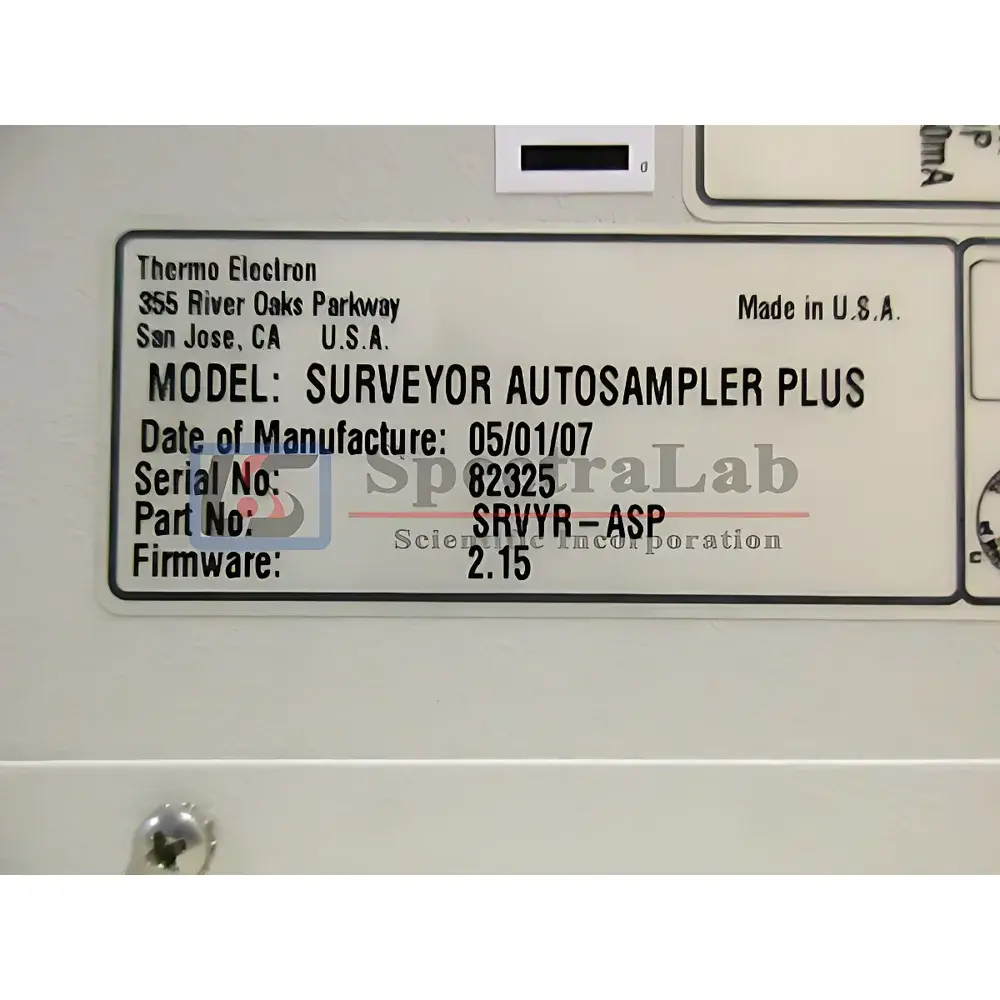 Thermo Electron
355 River Oaks Parkway
Made in U.S.A.
San Jose, CA U.S.A.
MODEL: SURVEYOR AUTOSAMPLER PLUS
Date of Manufacture: 05/01/07
Serial No: 82325
Part No: SRVYR-ASP
Firmware: 2.15
SpectraLab
Scientific Incorporation